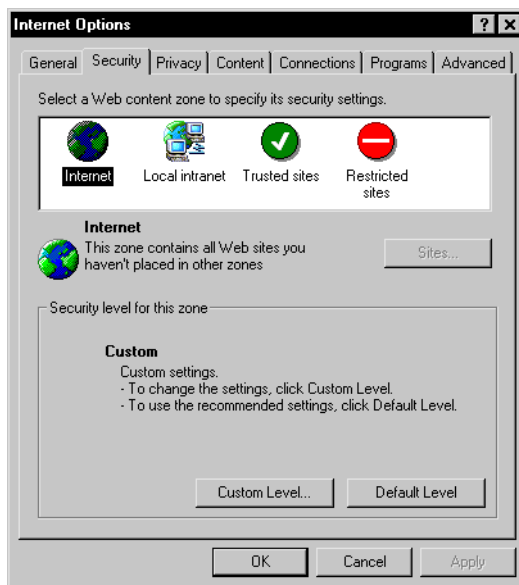 Internet Options
General Security Privacy Content Connections Programs Advanced
Select a Web content zone to specify its security settings.
Internet Local intranet Trusted sites Restricted sites
Internet
This zone contains all Web sites you
haven't placed in other zones
Sites...
Security level for this zone
Custom
Custom settings.
- To change the settings, click Custom Level.
- To use the recommended settings, click Default Level.
Custom Level... Default Level
OK Cancel Apply